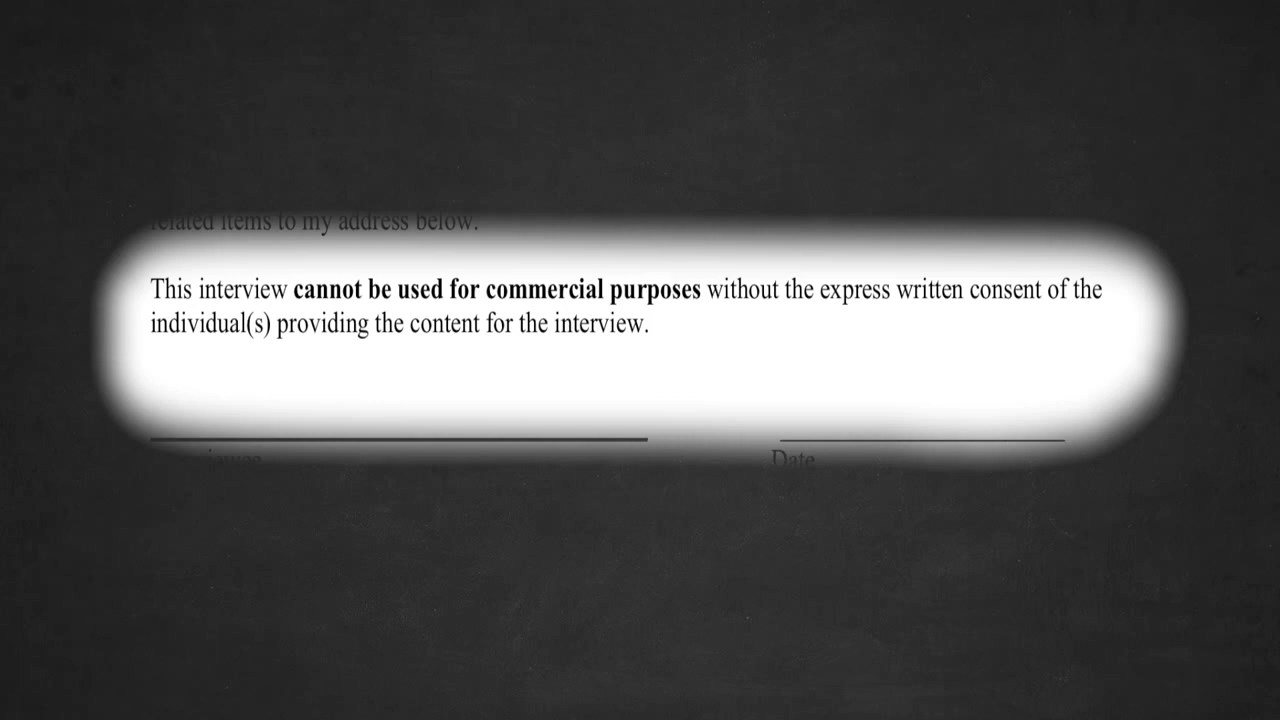 related items to my address below.
This interview cannot be used for commercial purposes without the express written consent of the
individual(s) providing the content for the interview.
Date